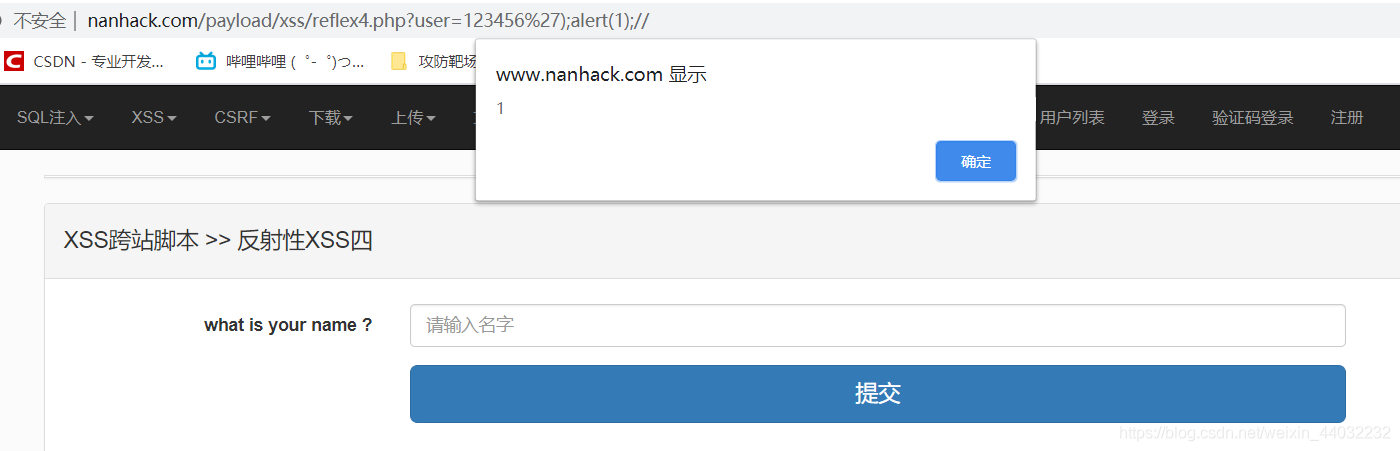 不安全 | nanhack.com/payload/xss/reflex4.php?user=123456%27);alert(1);//
CSDN - 专业开发... 哔哩哔哩 ( ゜- ゜)つ... 攻防靶场
www.nanhack.com 显示
1
确定
SQL注入 XSS CSRF 下载 上传 用户列表 登录 验证码登录 注册
XSS跨站脚本 >> 反射性XSS四
what is your name ? 请输入名字
提交
https://blog.csdn.net/weixin_44032232